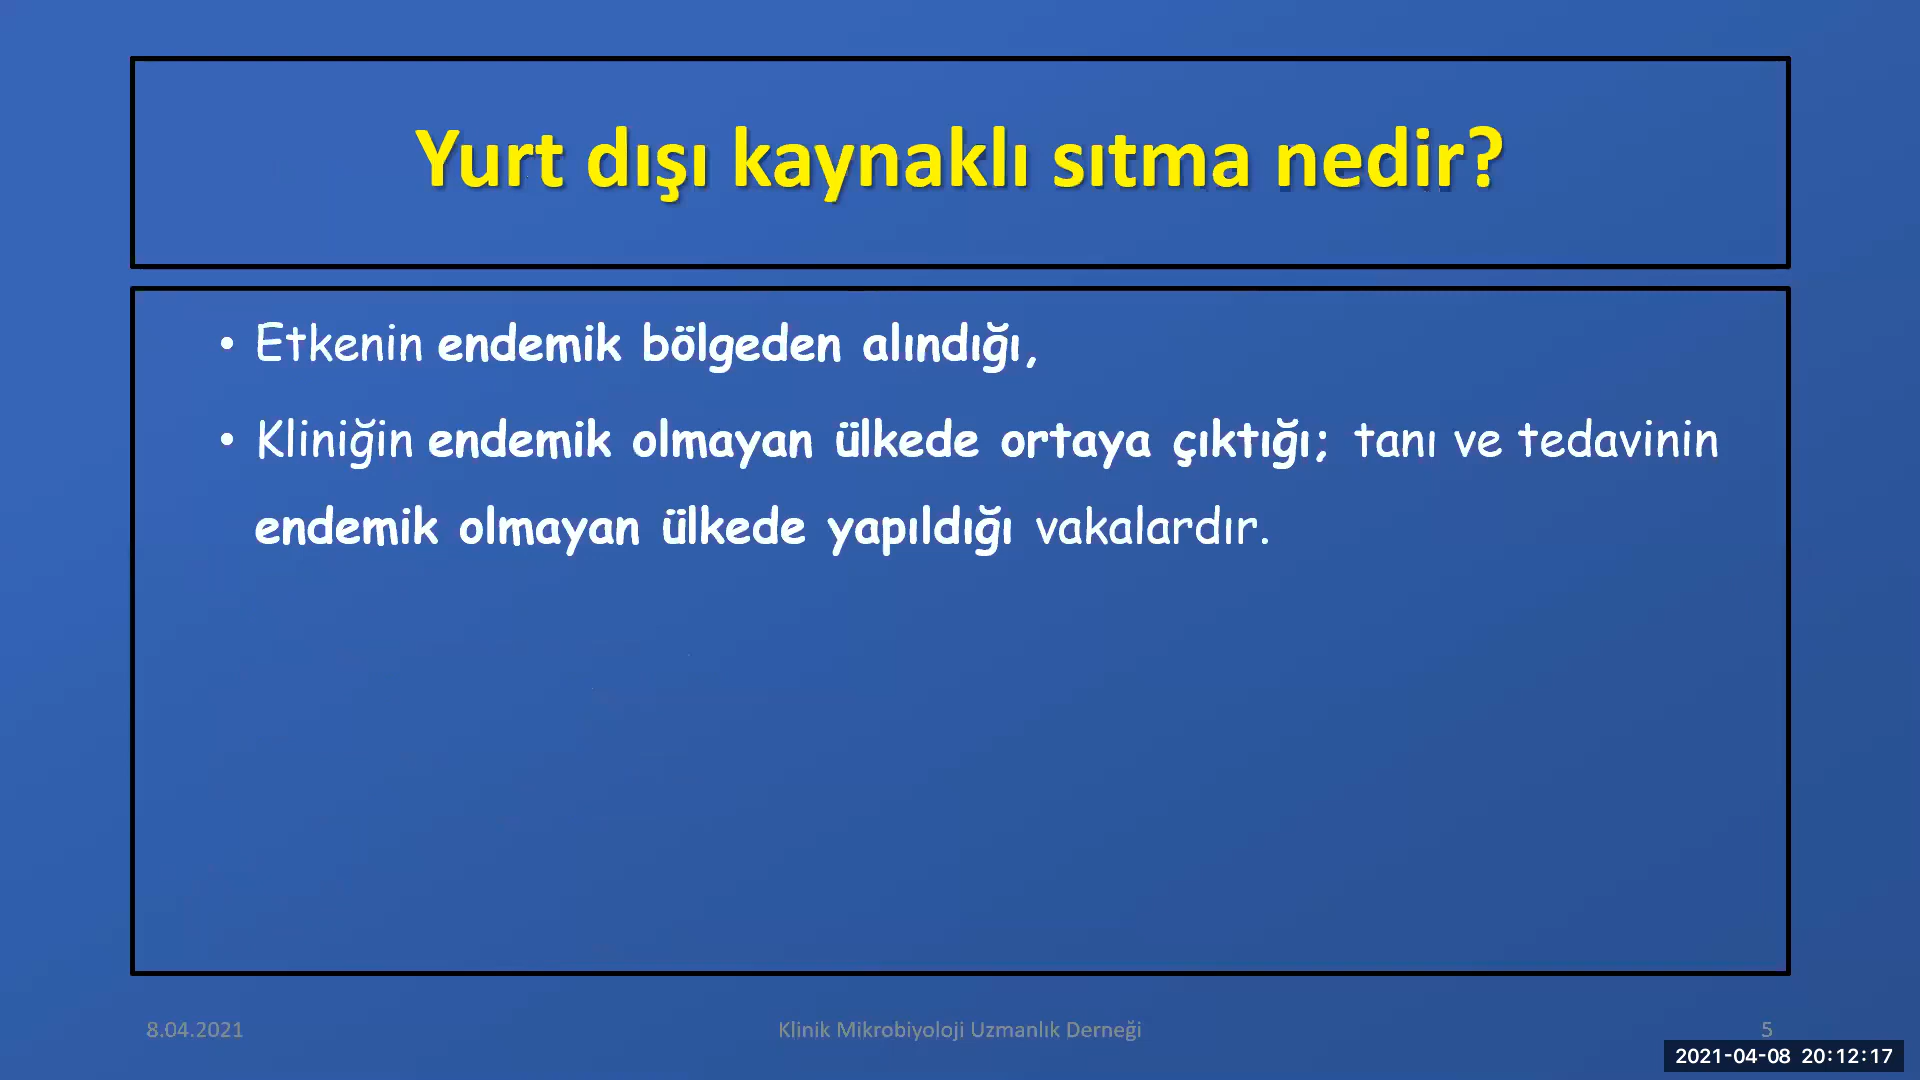 Yurt dışı kaynaklı sıtma nedir?
• Etkenin endemik bölgeden alındığı,
• Kliniğin endemik olmayan ülkede ortaya çıktığı; tanı ve tedavinin
endemik olmayan ülkede yapıldığı vakalardır.
8.04.2021
Klinik Mikrobiyoloji Uzmanlık Derneği
5
2021-04-08 20:12:17